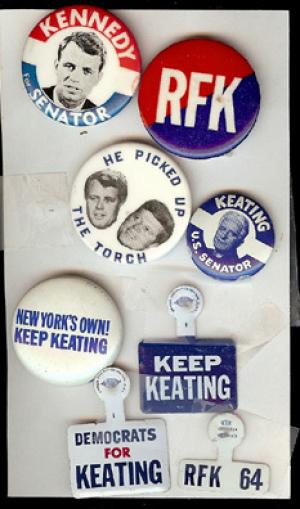 KENNEDY
for
SENATOR
RFK
HE PICKED UP
THE TORCH
KEATING
U.S. SENATOR
NEW YORK'S OWN!
KEEP KEATING
KEEP
KEATING
DEMOCRATS
FOR
KEATING
RFK 64